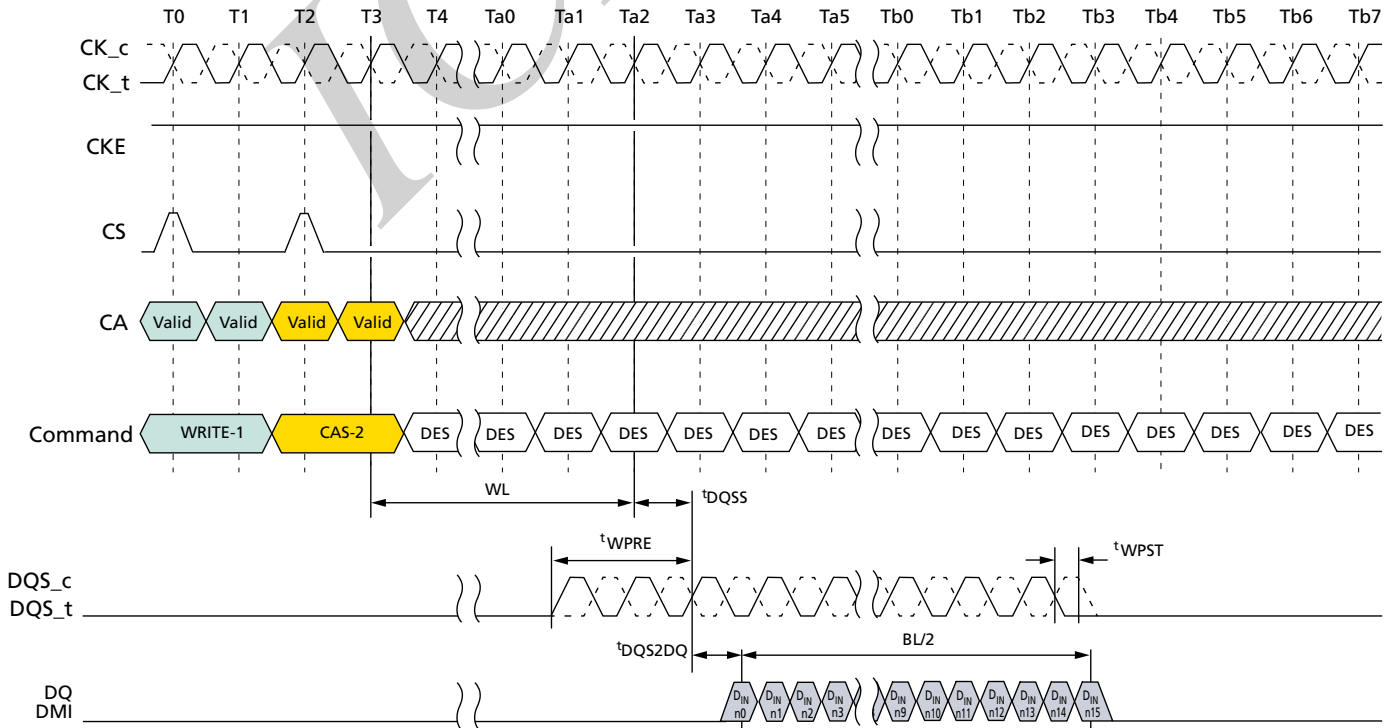 T0 T1 T2 T3 T4 Ta0 Ta1 Ta2 Ta3 Ta4 Ta5 Tb0 Tb1 Tb2 Tb3 Tb4 Tb5 Tb6 Tb7
CK_c
CK_t
CKE
CS
CA Valid Valid Valid Valid
Command WRITE-1 CAS-2 DES DES DES DES DES DES DES DES DES DES DES DES DES DES DES
WL tDQSS
tWPRE tWPST
DQS_c
DQS_t
tDQS2DQ BL/2
DQ
DMI
DIN n0 DIN n1 DIN n2 DIN n3 DIN n9 DIN n10 DIN n11 DIN n12 DIN n13 DIN n14 DIN n15